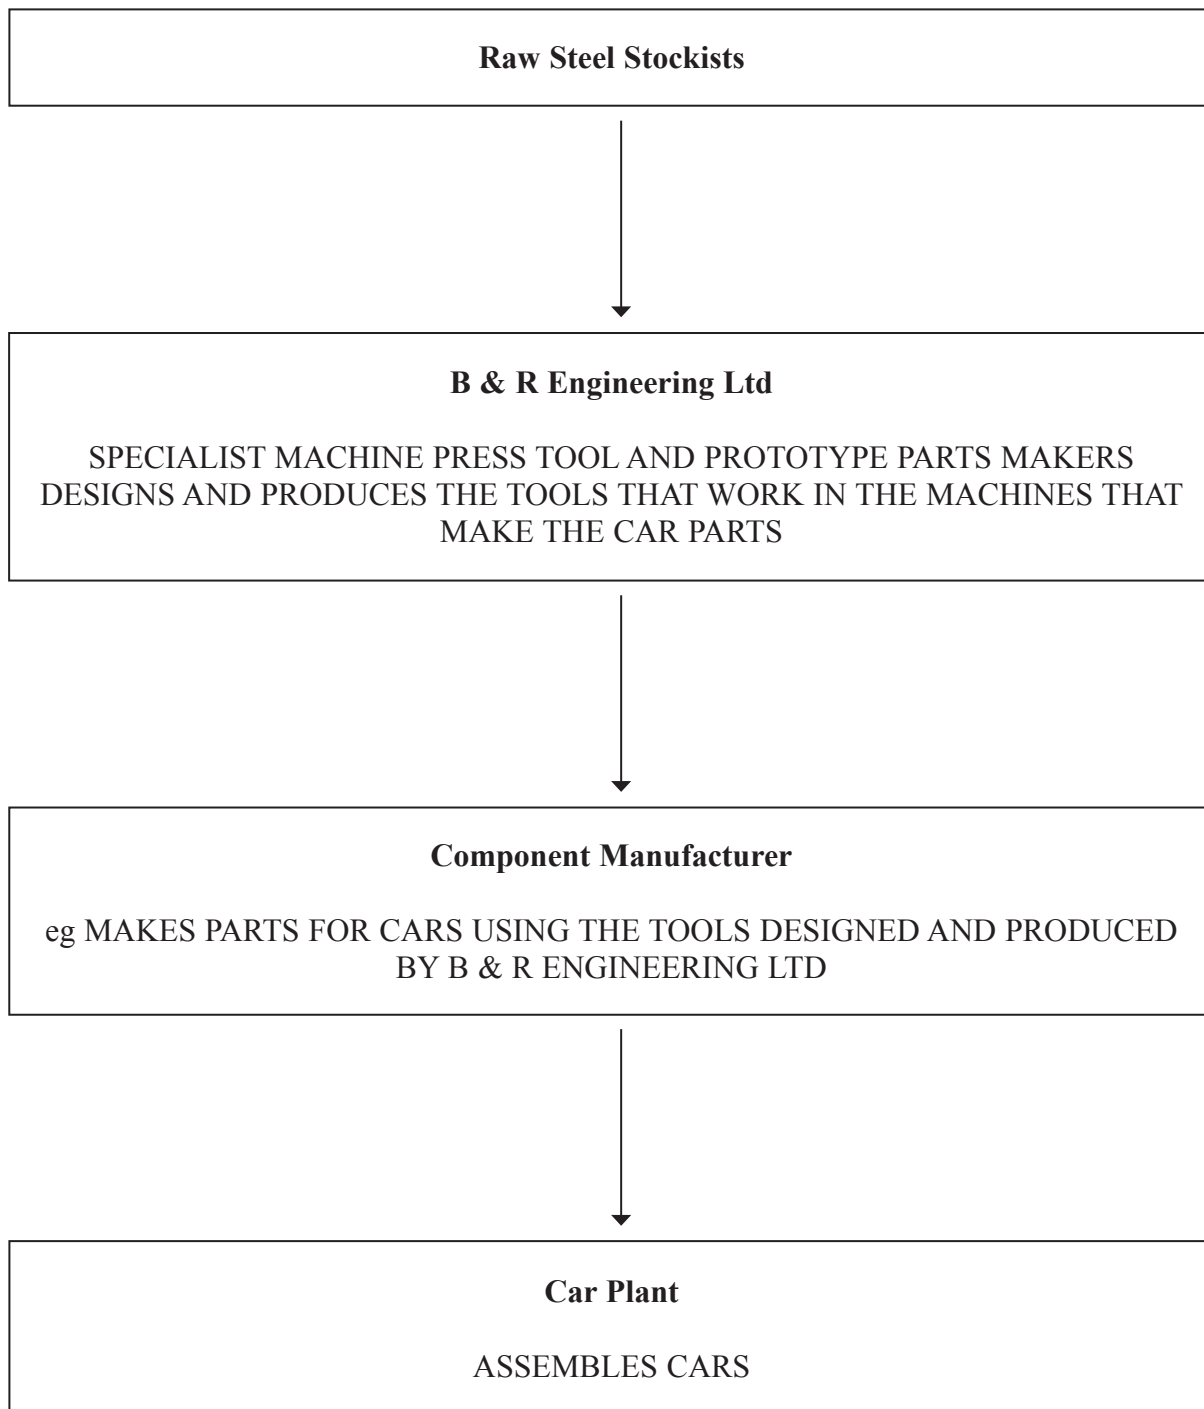 Raw Steel Stockists
B & R Engineering Ltd
SPECIALIST MACHINE PRESS TOOL AND PROTOTYPE PARTS MAKERS
DESIGNS AND PRODUCES THE TOOLS THAT WORK IN THE MACHINES THAT
MAKE THE CAR PARTS
Component Manufacturer
eg MAKES PARTS FOR CARS USING THE TOOLS DESIGNED AND PRODUCED
BY B & R ENGINEERING LTD
Car Plant
ASSEMBLES CARS